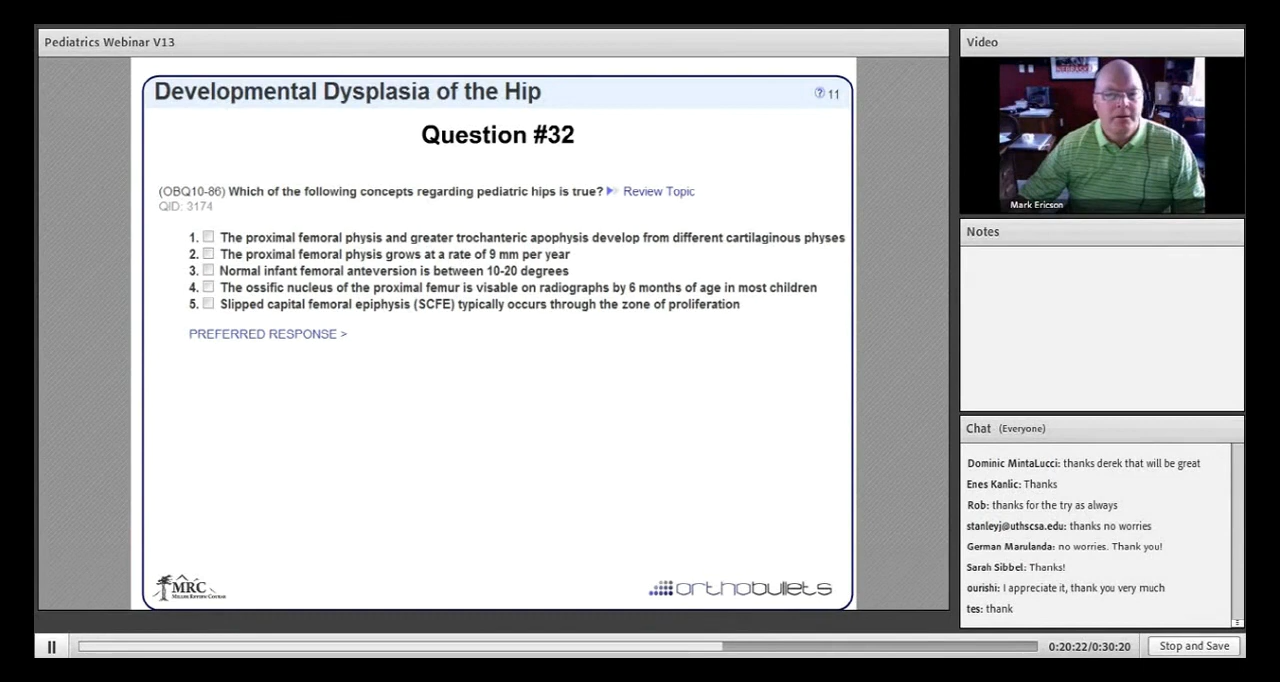 Pediatrics Webinar V13
Developmental Dysplasia of the Hip
11
Question #32
(OBQ10-86) Which of the following concepts regarding pediatric hips is true? Review Topic
QID: 3174
1. The proximal femoral physis and greater trochanteric apophysis develop from different cartilaginous physes
2. The proximal femoral physis grows at a rate of 9 mm per year
3. Normal infant femoral anteversion is between 10-20 degrees
4. The ossific nucleus of the proximal femur is visable on radiographs by 6 months of age in most children
5. Slipped capital femoral epiphysis (SCFE) typically occurs through the zone of proliferation
PREFERRED RESPONSE >
MRC
MILLER REVIEW COURSE
orthobullets
Video
Mark Ericson
Notes
Chat (Everyone)
Dominic MintaLucci: thanks derek that will be great
Enes Kanlic: Thanks
Rob: thanks for the try as always
stanleyj@uthscsa.edu: thanks no worries
German Marulanda: no worries. Thank you!
Sarah Sibbel: Thanks!
ourishi: I appreciate it, thank you very much
tes: thank
0:20:22/0:30:20
Stop and Save